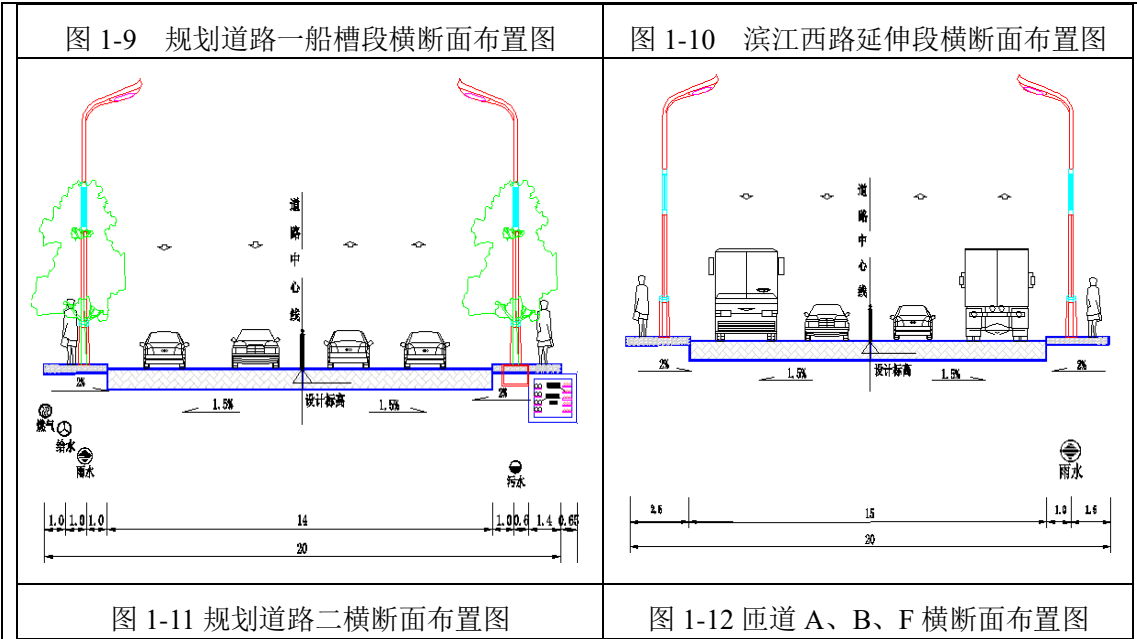 图 1-9 规划道路一船槽段横断面布置图
图 1-10 滨江西路延伸段横断面布置图
道路中心线
2%
1.5%
设计标高
1.5%
2%
燃气
给水
雨水
污水
1.0 1.0 1.0 14 1.0 0.6 1.4 0.65
20
道路中心线
2%
1.5%
设计标高
1.5%
2%
雨水
2.5 15 1.0 1.5
20
图 1-11 规划道路二横断面布置图
图 1-12 匝道 A、B、F 横断面布置图